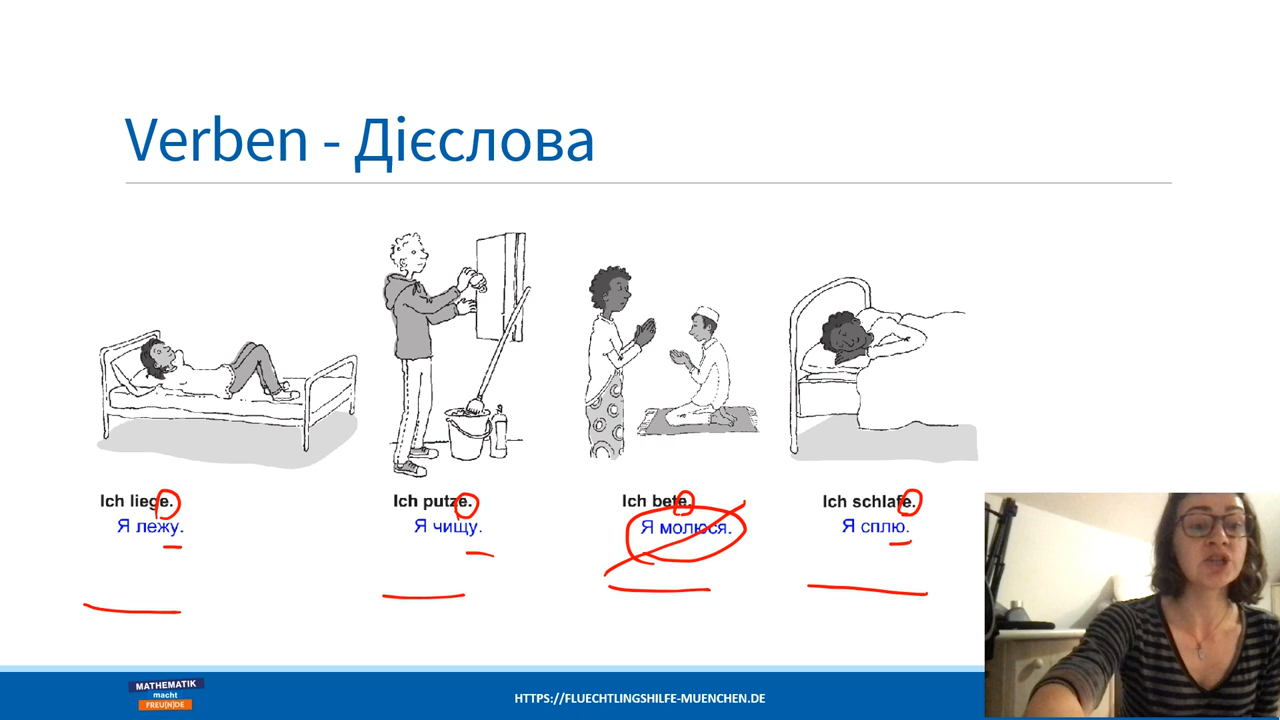 Verben - Дієслова
Ich liege.
Я лежу.
Ich putze.
Я чищу.
Ich bete.
Я молюся.
Ich schlafe.
Я сплю.
MATHEMATIK
macht
FREU(N)DE
HTTPS://FLUECHTLINGSHILFE-MUENCHEN.DE